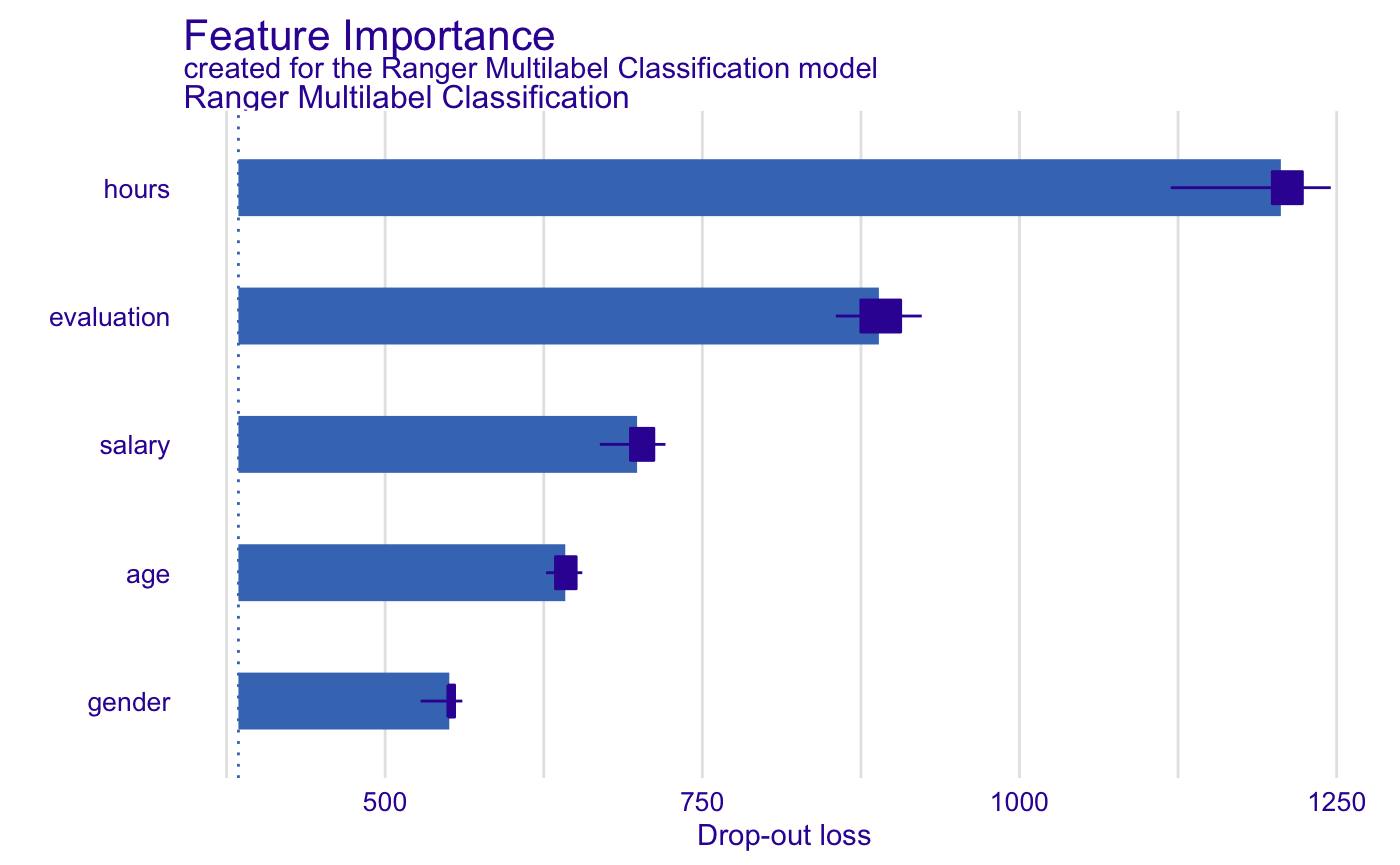 Feature Importance
created for the Ranger Multilabel Classification model
Ranger Multilabel Classification
hours
evaluation
salary
age
gender
500 750 1000 1250
Drop-out loss